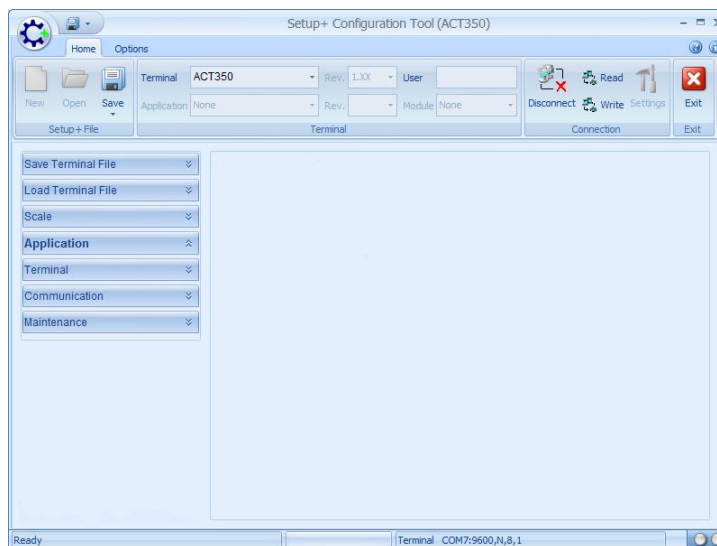 Setup+ Configuration Tool (ACT350)
Home Options
New Open Save
Setup+File
Terminal ACT350 Rev. 1.XX User
Application None Rev. Module None
Terminal
Disconnect Read Write Settings
Connection
Exit
Exit
Save Terminal File
Load Terminal File
Scale
Application
Terminal
Communication
Maintenance
Ready
Terminal COM7:9600,N,8,1